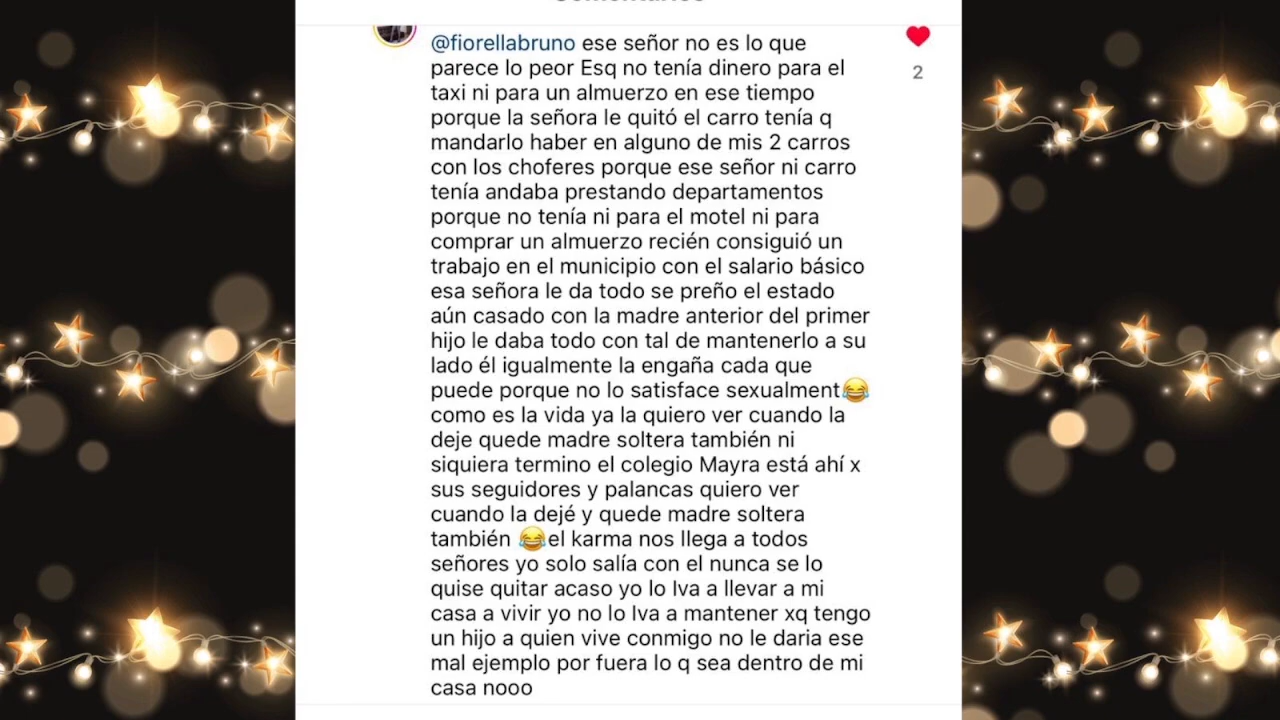 @fiorellabruno ese señor no es lo que
2
parece lo peor Esq no tenía dinero para el
taxi ni para un almuerzo en ese tiempo
porque la señora le quitó el carro tenía q
mandarlo haber en alguno de mis 2 carros
con los choferes porque ese señor ni carro
tenía andaba prestando departamentos
porque no tenía ni para el motel ni para
comprar un almuerzo recién consiguió un
trabajo en el municipio con el salario básico
esa señora le da todo se preño el estado
aún casado con la madre anterior del primer
hijo le daba todo con tal de mantenerlo a su
lado él igualmente la engaña cada que
puede porque no lo satisface sexualment😂
como es la vida ya la quiero ver cuando la
deje quede madre soltera también ni
siquiera termino el colegio Mayra está ahí x
sus seguidores y palancas quiero ver
cuando la dejé y quede madre soltera
también 😂el karma nos llega a todos
señores yo solo salía con el nunca se lo
quise quitar acaso yo lo Iva a llevar a mi
casa a vivir yo no lo Iva a mantener xq tengo
un hijo a quien vive conmigo no le daria ese
mal ejemplo por fuera lo q sea dentro de mi
casa nooo